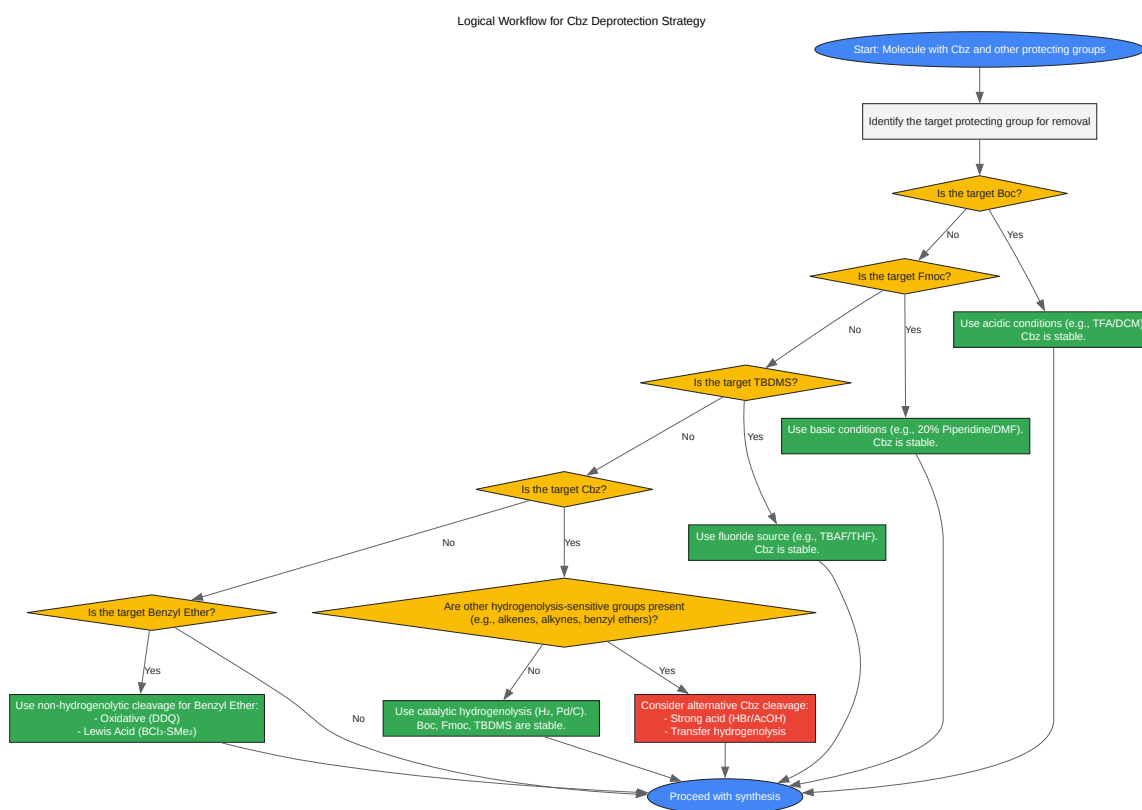 Logical Workflow for Cbz Deprotection Strategy
Start: Molecule with Cbz and other protecting groups
Identify the target protecting group for removal
Is the target Boc?
No
Yes
Is the target Fmoc?
No
Yes
Use acidic conditions (e.g., TFA/DCM)
Cbz is stable.
Is the target TBDMS?
No
Yes
Use basic conditions (e.g., 20% Piperidine/DMF).
Cbz is stable.
Is the target Cbz?
No
Yes
Use fluoride source (e.g., TBAF/THF).
Cbz is stable.
Is the target Benzyl Ether?
Are other hydrogenolysis-sensitive groups present
(e.g., alkenes, alkynes, benzyl ethers)?
Yes
No
No
Yes
Use non-hydrogenolytic cleavage for Benzyl Ether:
- Oxidative (DDQ)
- Lewis Acid (BCl₃·SMe₂)
Use catalytic hydrogenolysis (H₂, Pd/C).
Boc, Fmoc, TBDMS are stable.
Consider alternative Cbz cleavage:
- Strong acid (HBr/AcOH)
- Transfer hydrogenolysis
Proceed with synthesis